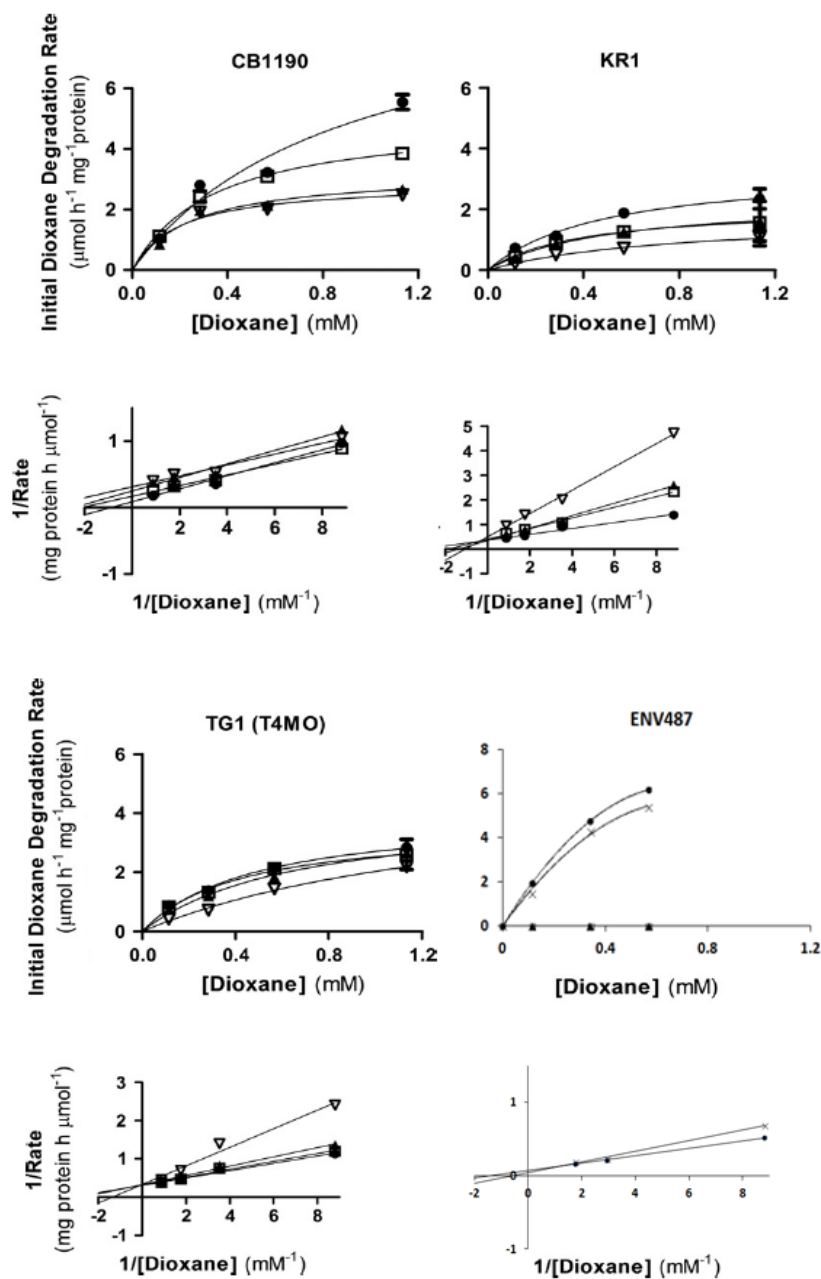 CB1190
KR1
Initial Dioxane Degradation Rate
(μmol h⁻¹ mg⁻¹protein)
6
4
2
0
0.0 0.4 0.8 1.2
[Dioxane] (mM)
6
4
2
0
0.0 0.4 0.8 1.2
[Dioxane] (mM)
1/Rate
(mg protein h μmol⁻¹)
1
-1
-2 2 4 6 8
1/[Dioxane] (mM⁻¹)
5
4
3
2
1
-1
-2 0 2 4 6 8
1/[Dioxane] (mM⁻¹)
TG1 (T4MO)
ENV487
Initial Dioxane Degradation Rate
(μmol h⁻¹ mg⁻¹protein)
6
4
2
0
0.0 0.4 0.8 1.2
[Dioxane] (mM)
8
6
4
2
0
0 0.4 0.8 1.2
[Dioxane] (mM)
1/Rate
(mg protein h μmol⁻¹)
3
2
1
-1
-2 0 2 4 6 8
1/[Dioxane] (mM⁻¹)
1
0
-1
-2 0 2 4 6 8
1/[Dioxane] (mM⁻¹)